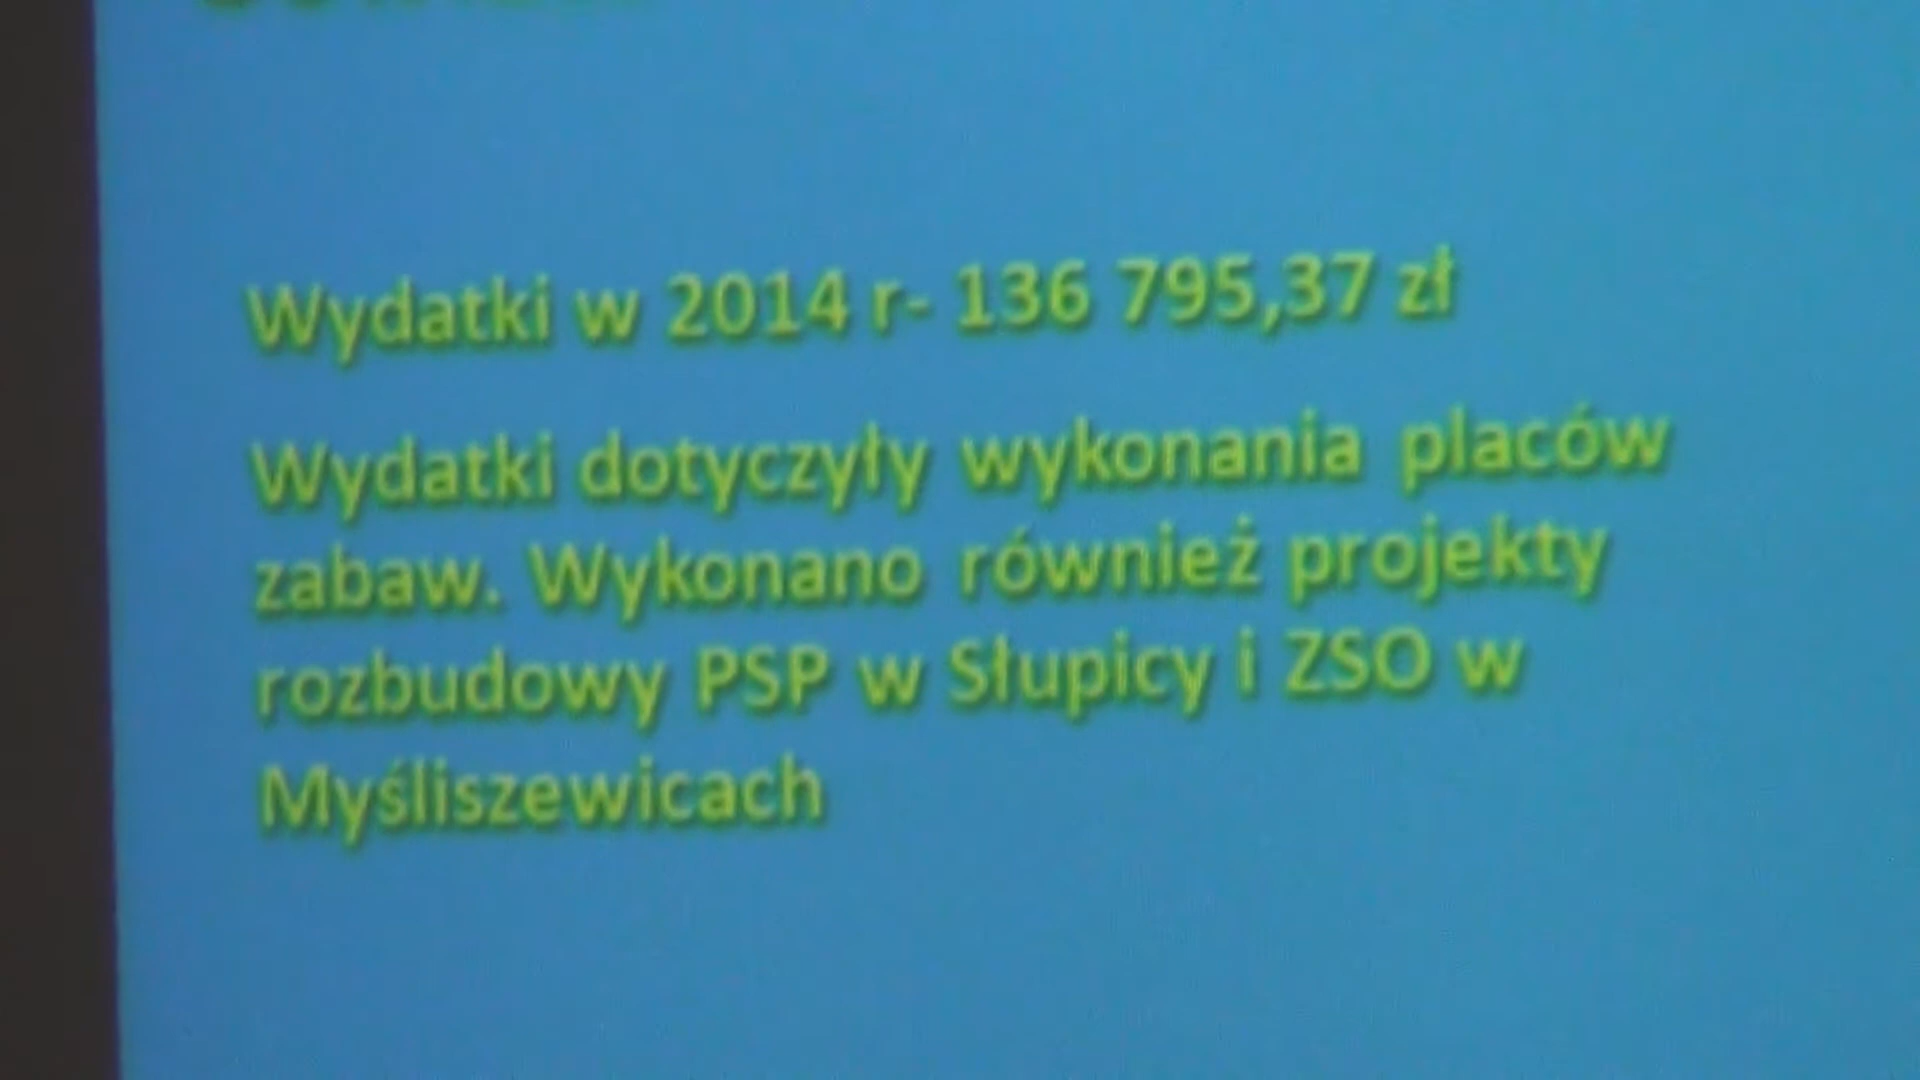 Wydatki w 2014 r- 136 795,37 zł
Wydatki dotyczyły wykonania placów
zabaw. Wykonano również projekty
rozbudowy PSP w Słupicy i ZSO w
Myśliszewicach